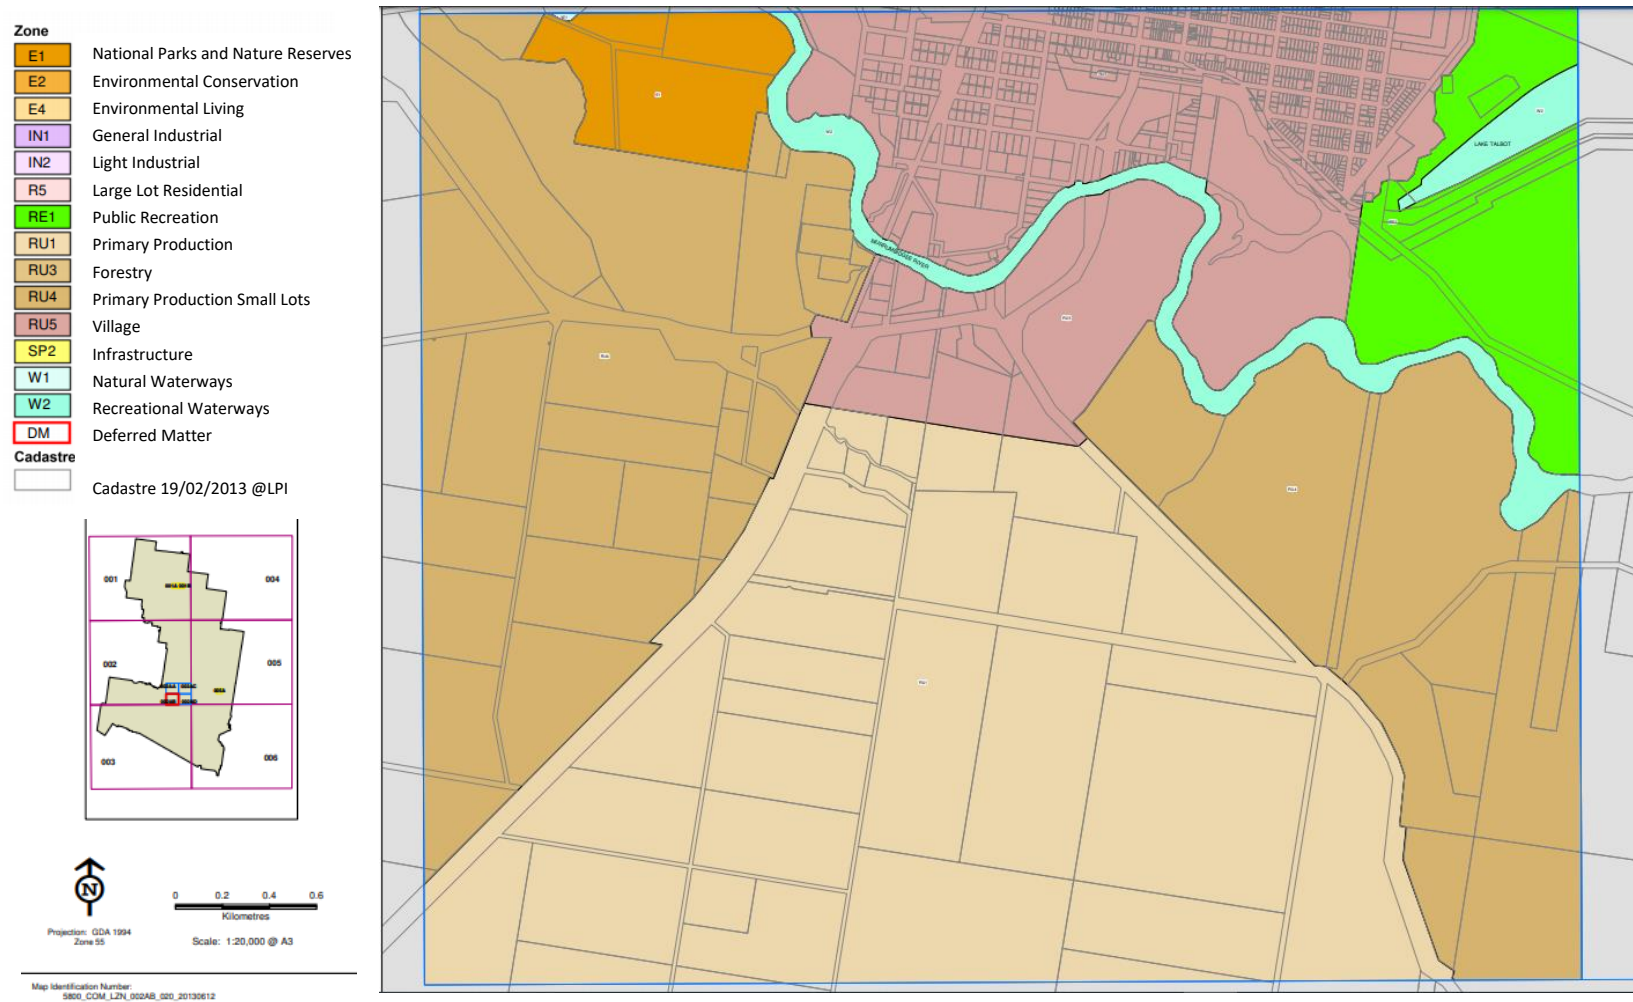 Zone
E1 National Parks and Nature Reserves
E2 Environmental Conservation
E4 Environmental Living
IN1 General Industrial
IN2 Light Industrial
R5 Large Lot Residential
RE1 Public Recreation
RU1 Primary Production
RU3 Forestry
RU4 Primary Production Small Lots
RU5 Village
SP2 Infrastructure
W1 Natural Waterways
W2 Recreational Waterways
DM Deferred Matter
Cadastre
Cadastre 19/02/2013 @LPI
001
004
002
005
003
006
N
Projection: GDA 1994
Zone 55
0 0.2 0.4 0.6
Kilometres
Scale: 1:20,000 @ A3
Map Identification Number:
5800_COM_LZN_002AB_020_20130612
LAKE TALBOT
MURRUMBIDGEE RIVER